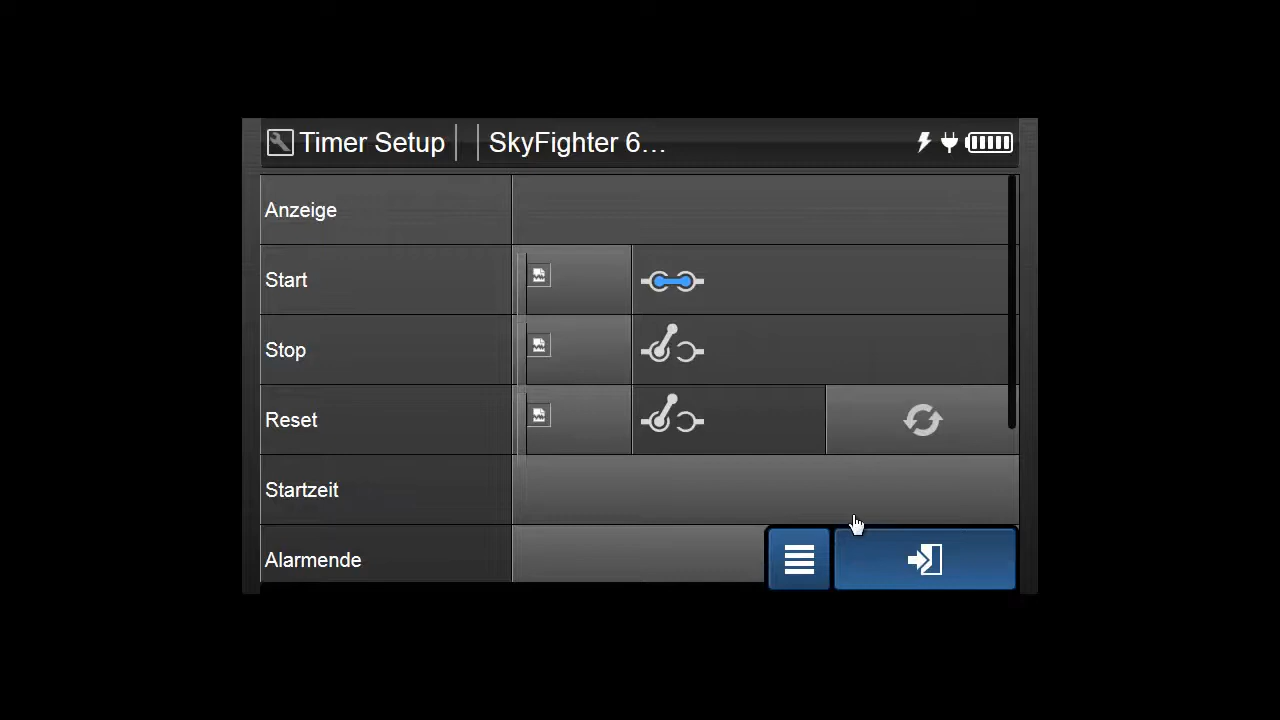 Timer Setup
SkyFighter 6...
Anzeige
Start
Stop
Reset
Startzeit
Alarmende